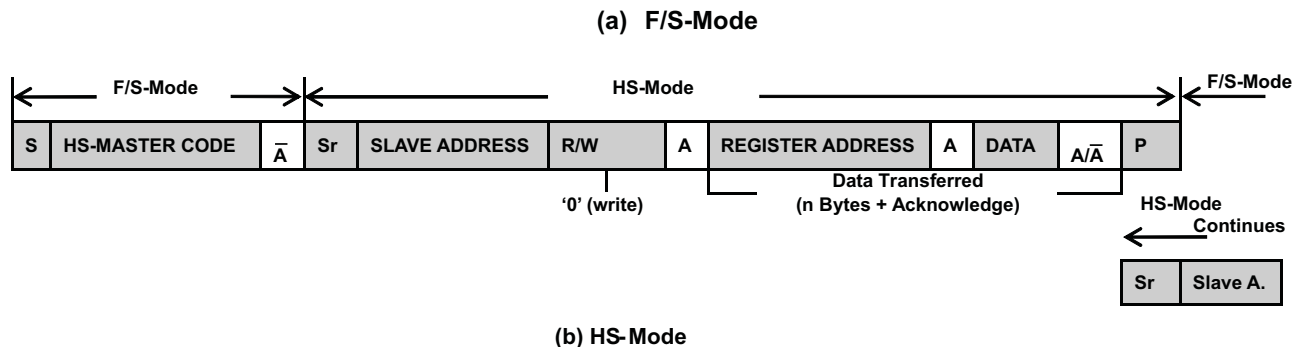 (a) F/S-Mode
F/S-Mode HS-Mode F/S-Mode
S HS-MASTER CODE A̅ Sr SLAVE ADDRESS R/W A REGISTER ADDRESS A DATA A/A̅ P
‘0’ (write)
Data Transferred
(n Bytes + Acknowledge)
HS-Mode
Continues
Sr Slave A.
(b) HS-Mode